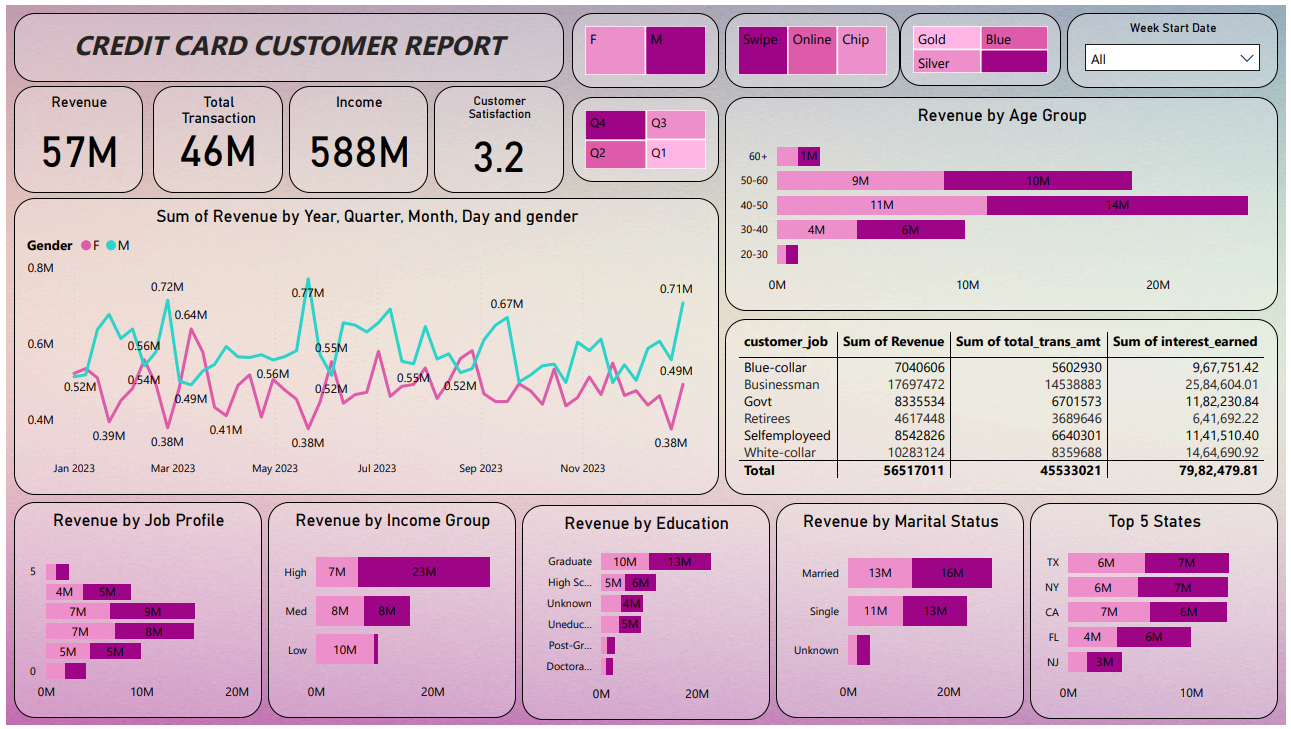 CREDIT CARD CUSTOMER REPORT
F M
Swipe Online Chip
Gold Blue
Silver
Week Start Date
All
Revenue
57M
Total
Transaction
46M
Income
588M
Customer
Satisfaction
3.2
Q4 Q3
Q2 Q1
Revenue by Age Group
60+ 1M
50-60 9M 10M
40-50 11M 14M
30-40 4M 6M
20-30
0M 10M 20M
Sum of Revenue by Year, Quarter, Month, Day and gender
Gender F M
0.8M
0.6M
0.4M
0.52M
0.39M
0.56M
0.54M
0.72M
0.38M
0.64M
0.49M
0.41M
0.56M
0.77M
0.38M
0.55M
0.52M
0.55M
0.52M
0.67M
0.71M
0.49M
0.38M
Jan 2023 Mar 2023 May 2023 Jul 2023 Sep 2023 Nov 2023
customer_job Sum of Revenue Sum of total_trans_amt Sum of interest_earned
Blue-collar 7040606 5602930 9,67,751.42
Businessman 17697472 14538883 25,84,604.01
Govt 8335534 6701573 11,82,230.84
Retirees 4617448 3689646 6,41,692.22
Selfemployeed 8542826 6640301 11,41,510.40
White-collar 10283124 8359688 14,64,690.92
Total 56517011 45533021 79,82,479.81
Revenue by Job Profile
5
4M 5M
7M 9M
7M 8M
5M 5M
0
0M 10M 20M
Revenue by Income Group
High 7M 23M
Med 8M 8M
Low 10M
0M 20M
Revenue by Education
Graduate 10M 13M
High Sc... 5M 6M
Unknown 4M
Uneduc... 5M
Post-Gr...
Doctora...
0M 20M
Revenue by Marital Status
Married 13M 16M
Single 11M 13M
Unknown
0M 20M
Top 5 States
TX 6M 7M
NY 6M 7M
CA 7M 6M
FL 4M 6M
NJ 3M
0M 10M